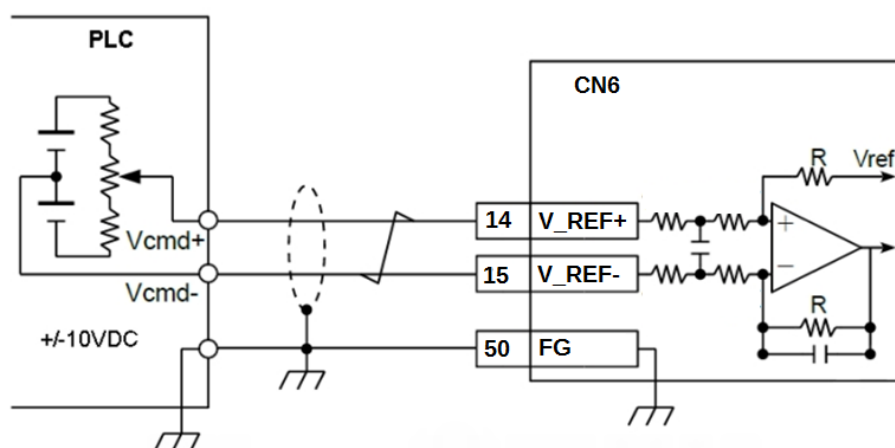 PLC
CN6
R
Vref
14 V_REF+
+
Vcmd+
15 V_REF-
−
Vcmd-
+/-10VDC
R
50 FG